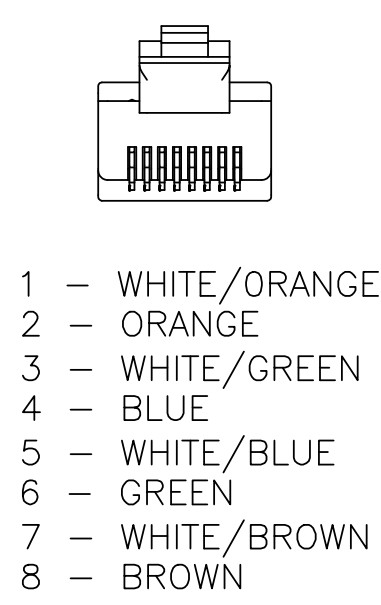 1 – WHITE/ORANGE
2 – ORANGE
3 – WHITE/GREEN
4 – BLUE
5 – WHITE/BLUE
6 – GREEN
7 – WHITE/BROWN
8 – BROWN